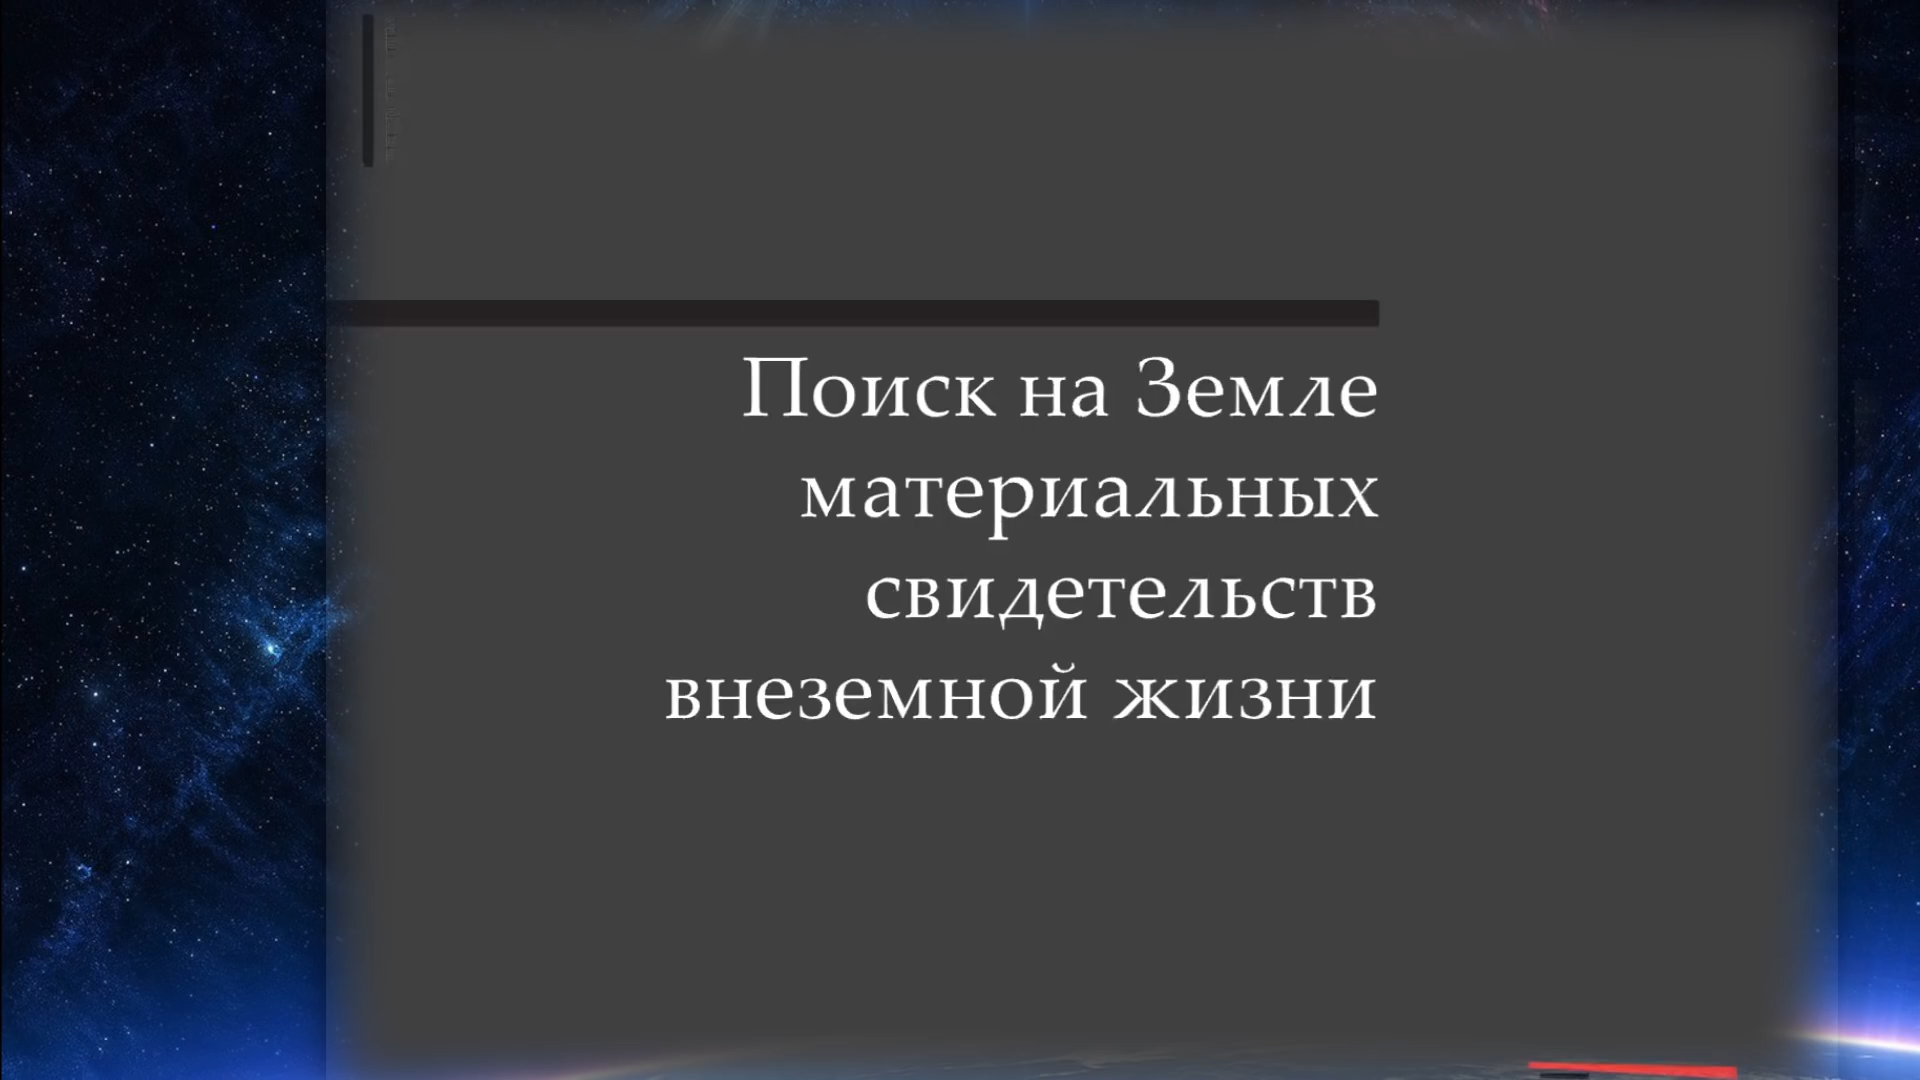 Поиск на Земле
материальных
свидетельств
внеземной жизни